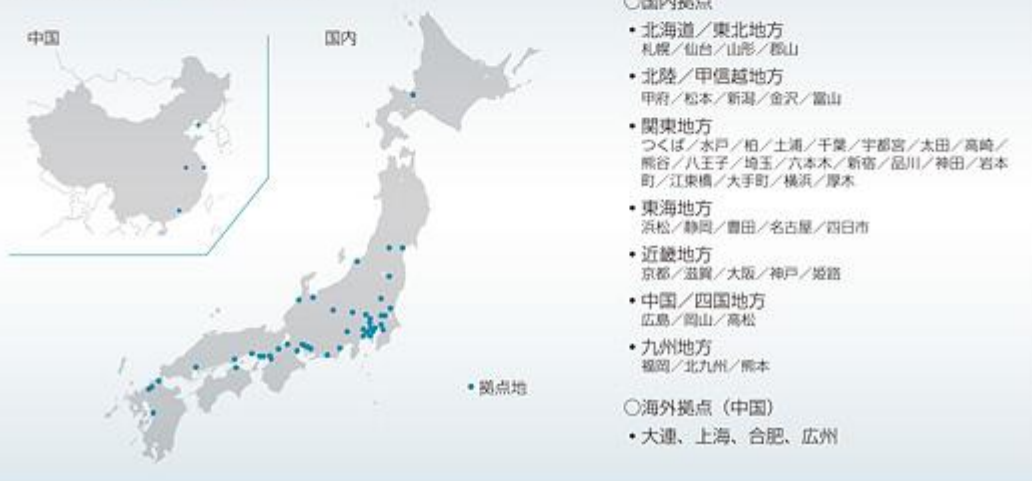 中国
国内
・拠点地
○国内拠点
・北海道／東北地方
札幌／仙台／山形／郡山
・北陸／甲信越地方
甲府／松本／新潟／金沢／富山
・関東地方
つくば／水戸／柏／土浦／千葉／宇都宮／太田／高崎／
熊谷／八王子／埼玉／六本木／新宿／品川／神田／岩本
町／江東橋／大手町／横浜／厚木
・東海地方
浜松／静岡／豊田／名古屋／四日市
・近畿地方
京都／滋賀／大阪／神戸／姫路
・中国／四国地方
広島／岡山／高松
・九州地方
福岡／北九州／熊本
○海外拠点（中国）
・大連、上海、合肥、広州